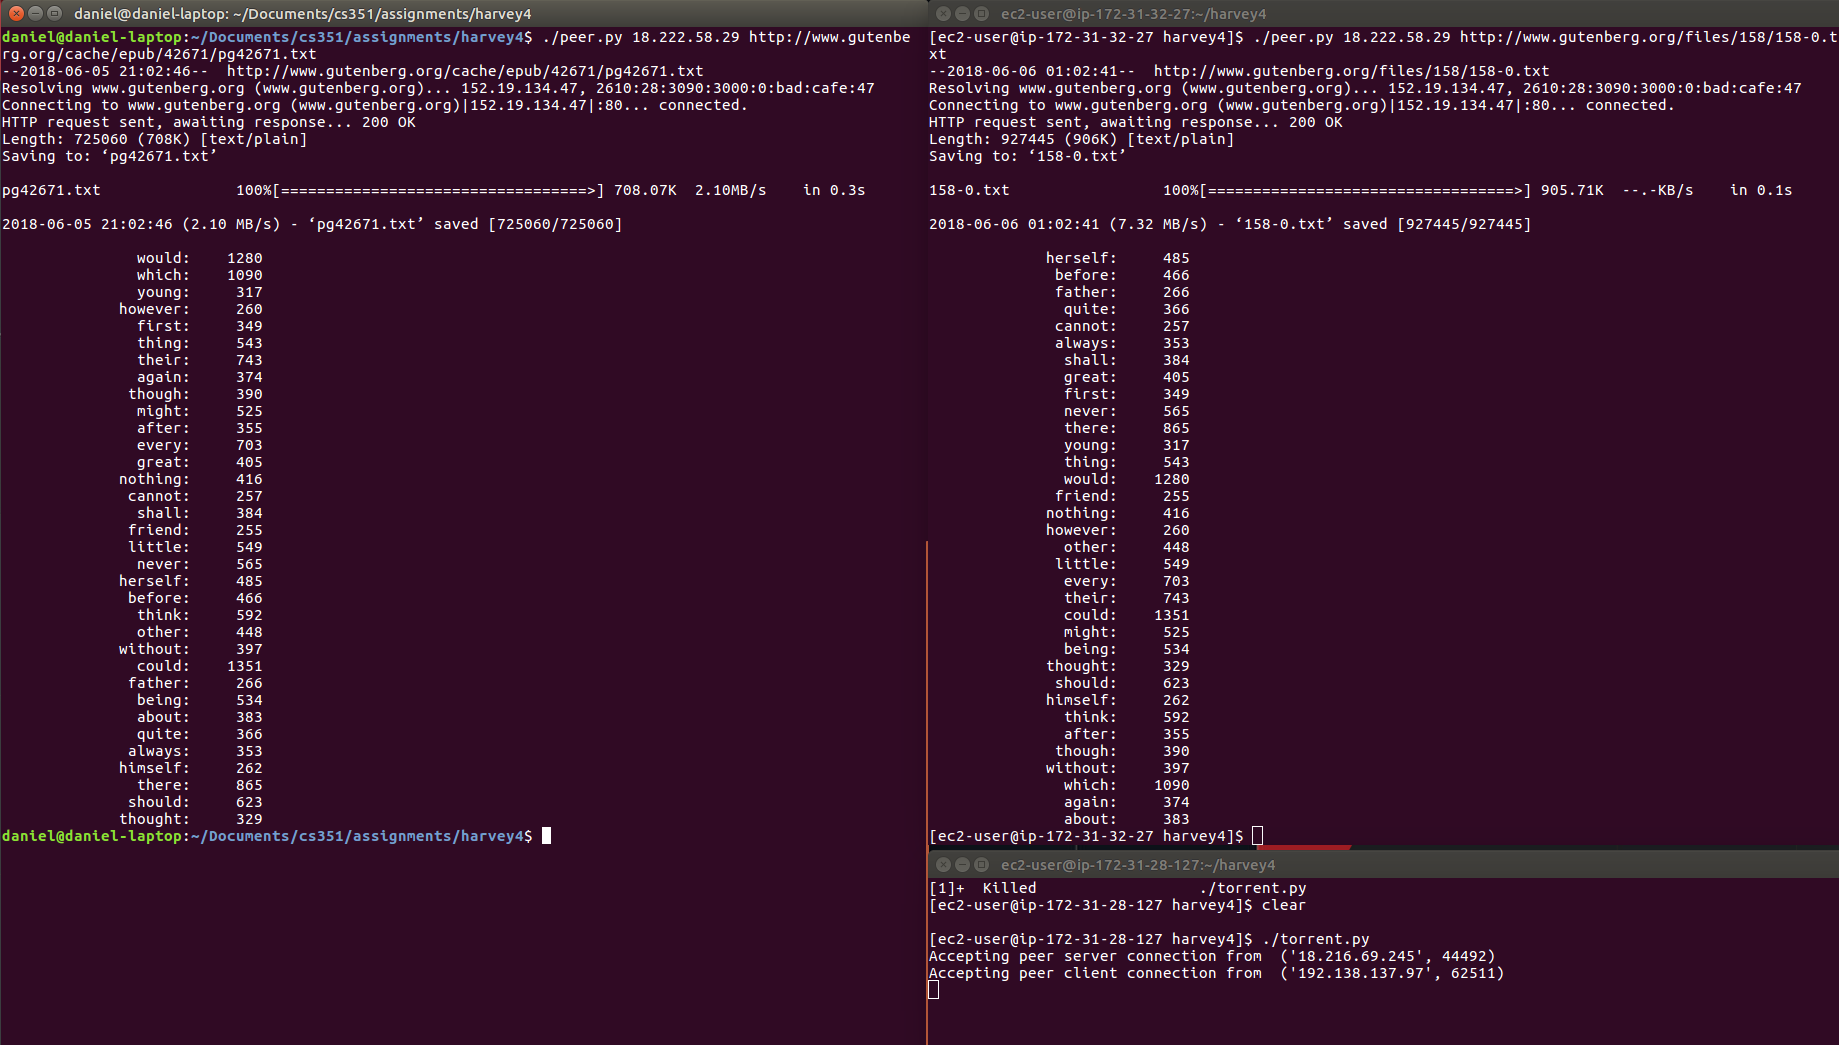 daniel@daniel-laptop: ~/Documents/cs351/assignments/harvey4
daniel@daniel-laptop:~/Documents/cs351/assignments/harvey4$ ./peer.py 18.222.58.29 http://www.gutenbe
rg.org/cache/epub/42671/pg42671.txt
--2018-06-05 21:02:46--  http://www.gutenberg.org/cache/epub/42671/pg42671.txt
Resolving www.gutenberg.org (www.gutenberg.org)... 152.19.134.47, 2610:28:3090:3000:0:bad:cafe:47
Connecting to www.gutenberg.org (www.gutenberg.org)|152.19.134.47|:80... connected.
HTTP request sent, awaiting response... 200 OK
Length: 725060 (708K) [text/plain]
Saving to: ‘pg42671.txt’
pg42671.txt 100%[==================================>] 708.07K 2.10MB/s in 0.3s
2018-06-05 21:02:46 (2.10 MB/s) - ‘pg42671.txt’ saved [725060/725060]
would: 1280
which: 1090
young: 317
however: 260
first: 349
thing: 543
their: 743
again: 374
though: 390
might: 525
after: 355
every: 703
great: 405
nothing: 416
cannot: 257
shall: 384
friend: 255
little: 549
never: 565
herself: 485
before: 466
think: 592
other: 448
without: 397
could: 1351
father: 266
being: 534
about: 383
quite: 366
always: 353
himself: 262
there: 865
should: 623
thought: 329
daniel@daniel-laptop:~/Documents/cs351/assignments/harvey4$
ec2-user@ip-172-31-32-27:~/harvey4
[ec2-user@ip-172-31-32-27 harvey4]$ ./peer.py 18.222.58.29 http://www.gutenberg.org/files/158/158-0.t
xt
--2018-06-06 01:02:41--  http://www.gutenberg.org/files/158/158-0.txt
Resolving www.gutenberg.org (www.gutenberg.org)... 152.19.134.47, 2610:28:3090:3000:0:bad:cafe:47
Connecting to www.gutenberg.org (www.gutenberg.org)|152.19.134.47|:80... connected.
HTTP request sent, awaiting response... 200 OK
Length: 927445 (906K) [text/plain]
Saving to: ‘158-0.txt’
158-0.txt 100%[==================================>] 905.71K --.-KB/s in 0.1s
2018-06-06 01:02:41 (7.32 MB/s) - ‘158-0.txt’ saved [927445/927445]
herself: 485
before: 466
father: 266
quite: 366
cannot: 257
always: 353
shall: 384
great: 405
first: 349
never: 565
there: 865
young: 317
thing: 543
would: 1280
friend: 255
nothing: 416
however: 260
other: 448
little: 549
every: 703
their: 743
could: 1351
might: 525
being: 534
thought: 329
should: 623
himself: 262
think: 592
after: 355
though: 390
without: 397
which: 1090
again: 374
about: 383
[ec2-user@ip-172-31-32-27 harvey4]$
ec2-user@ip-172-31-28-127:~/harvey4
[1]+  Killed                  ./torrent.py
[ec2-user@ip-172-31-28-127 harvey4]$ clear
[ec2-user@ip-172-31-28-127 harvey4]$ ./torrent.py
Accepting peer server connection from  ('18.216.69.245', 44492)
Accepting peer client connection from  ('192.138.137.97', 62511)